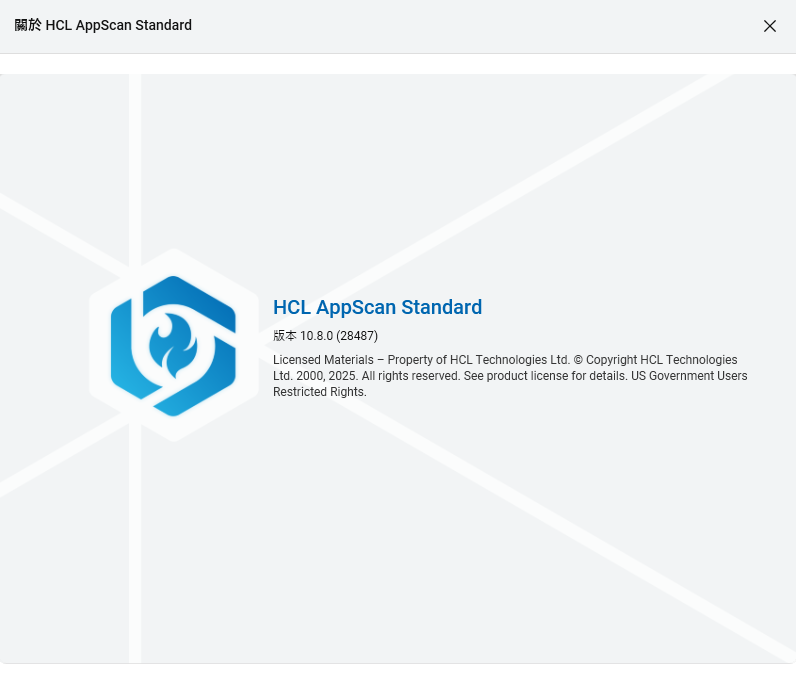 關於 HCL AppScan Standard
HCL AppScan Standard
版本 10.8.0 (28487)
Licensed Materials – Property of HCL Technologies Ltd. © Copyright HCL Technologies
Ltd. 2000, 2025. All rights reserved. See product license for details. US Government Users
Restricted Rights.